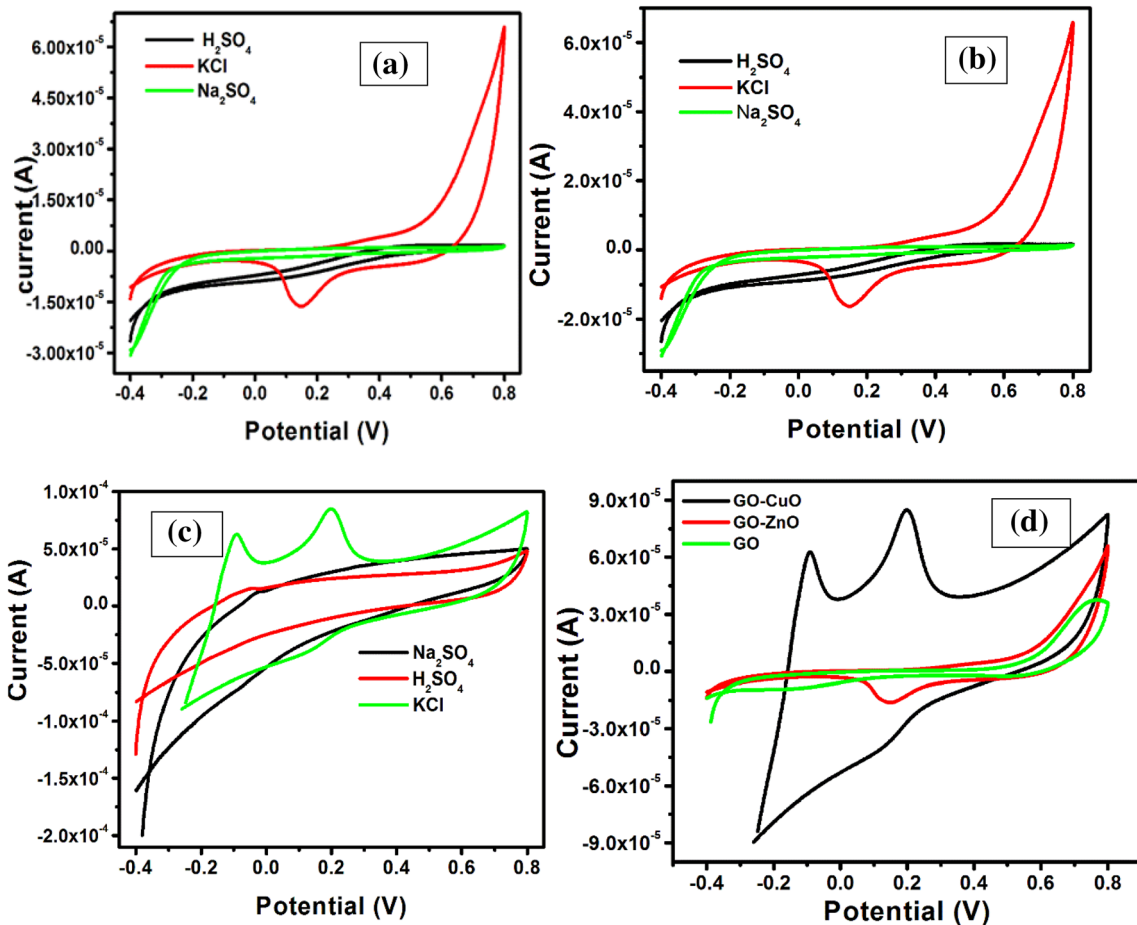 (a)
H₂SO₄
KCl
Na₂SO₄
current (A)
6.00x10⁻⁵
4.50x10⁻⁵
3.00x10⁻⁵
1.50x10⁻⁵
0.00
-1.50x10⁻⁵
-3.00x10⁻⁵
-0.4 -0.2 0.0 0.2 0.4 0.6 0.8
Potential (V)
(b)
H₂SO₄
KCl
Na₂SO₄
Current (A)
6.0x10⁻⁵
4.0x10⁻⁵
2.0x10⁻⁵
0.0
-2.0x10⁻⁵
-0.4 -0.2 0.0 0.2 0.4 0.6 0.8
Potential (V)
(c)
Na₂SO₄
H₂SO₄
KCl
Current (A)
1.0x10⁻⁴
5.0x10⁻⁵
0.0
-5.0x10⁻⁵
-1.0x10⁻⁴
-1.5x10⁻⁴
-2.0x10⁻⁴
-0.4 -0.2 0.0 0.2 0.4 0.6 0.8
Potential (V)
(d)
GO-CuO
GO-ZnO
GO
Current (A)
9.0x10⁻⁵
6.0x10⁻⁵
3.0x10⁻⁵
0.0
-3.0x10⁻⁵
-6.0x10⁻⁵
-9.0x10⁻⁵
-0.4 -0.2 0.0 0.2 0.4 0.6 0.8
Potential (V)